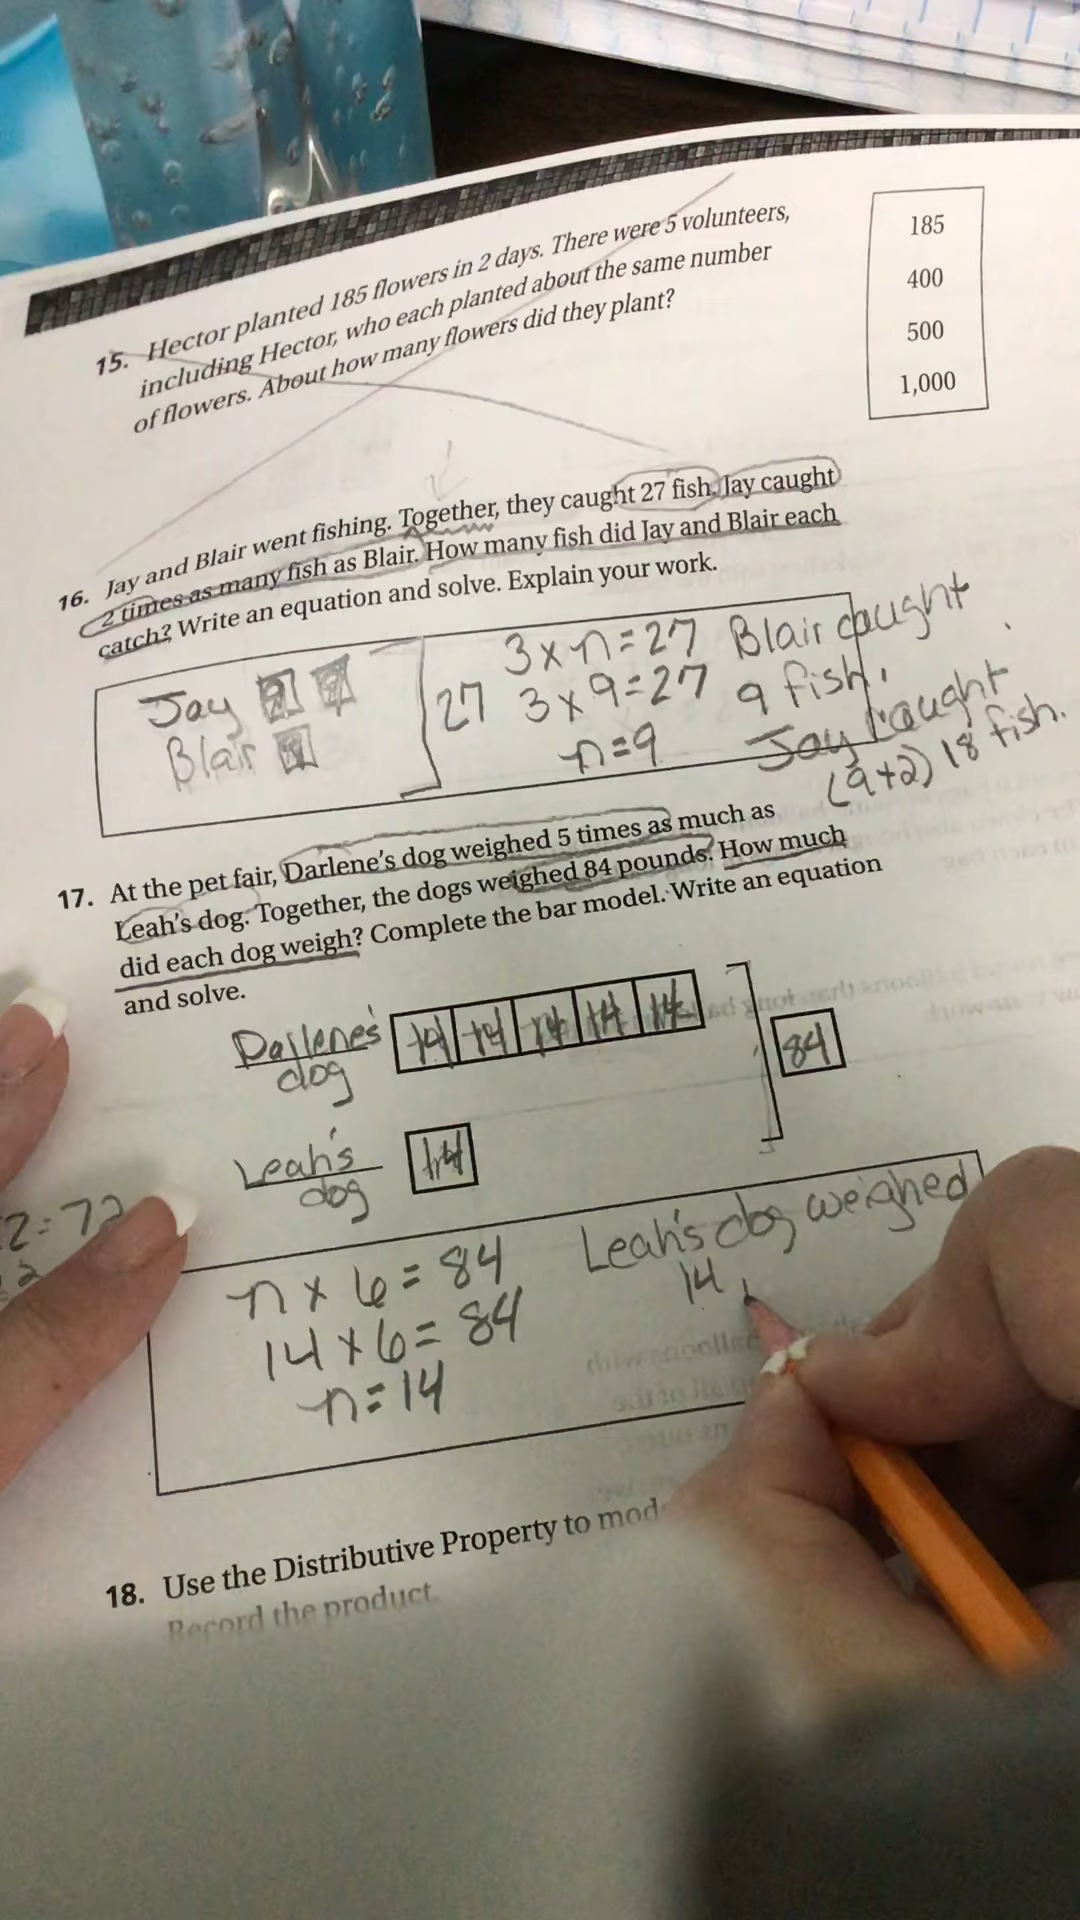 15. Hector planted 185 flowers in 2 days. There were 5 volunteers,
including Hector, who each planted about the same number
of flowers. About how many flowers did they plant?
185
400
500
1,000
16. Jay and Blair went fishing. Together, they caught 27 fish. Jay caught
2 times as many fish as Blair. How many fish did Jay and Blair each
catch? Write an equation and solve. Explain your work.
Jay 9 9
Blair 9
27
3 x n = 27
3 x 9 = 27
n = 9
Blair caught
9 fish.
Jay caught
(9+2) 18 fish.
17. At the pet fair, Darlene's dog weighed 5 times as much as
Leah's dog. Together, the dogs weighed 84 pounds. How much
did each dog weigh? Complete the bar model. Write an equation
and solve.
Darlene's
dog
14 14 14 14 14
84
Leah's
dog
14
2=72
n x 6 = 84
14 x 6 = 84
n = 14
Leah's dog weighed
14
18. Use the Distributive Property to
Record the product.